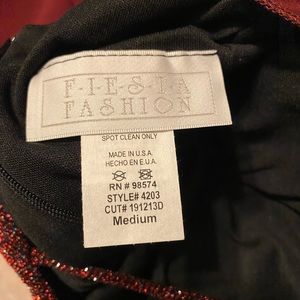 F·I·E·S·T·A
FASHION
SPOT CLEAN ONLY
MADE IN U.S.A.
HECHO EN E.U.A.
RN # 98574
STYLE# 4203
CUT# 191213D
Medium